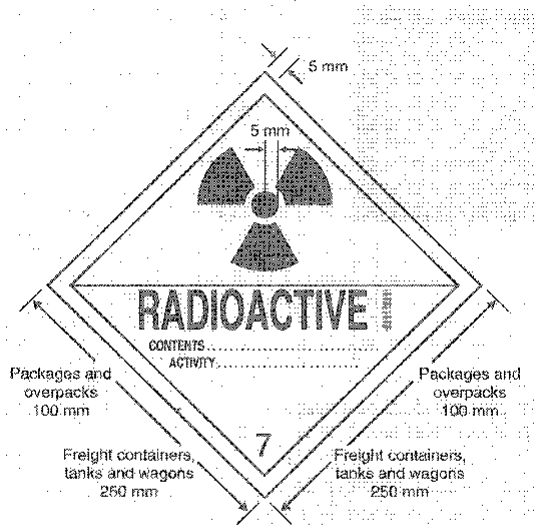 5 mm
5 mm
RADIOACTIVE
CONTENTS....................................
ACTIVITY............................
7
Packages and
overpacks
100 mm
Packages and
overpacks
100 mm
Freight containers,
tanks and wagons
250 mm
Freight containers,
tanks and wagons
250 mm